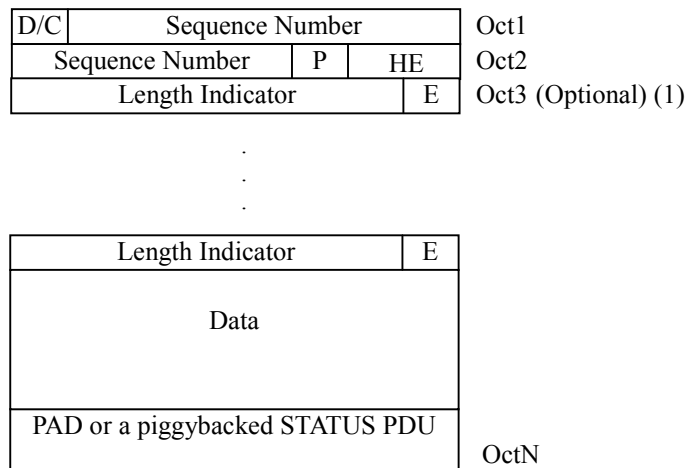 D/C Sequence Number Oct1
Sequence Number P HE Oct2
Length Indicator E Oct3 (Optional) (1)
.
.
.
Length Indicator E
Data
PAD or a piggybacked STATUS PDU
OctN